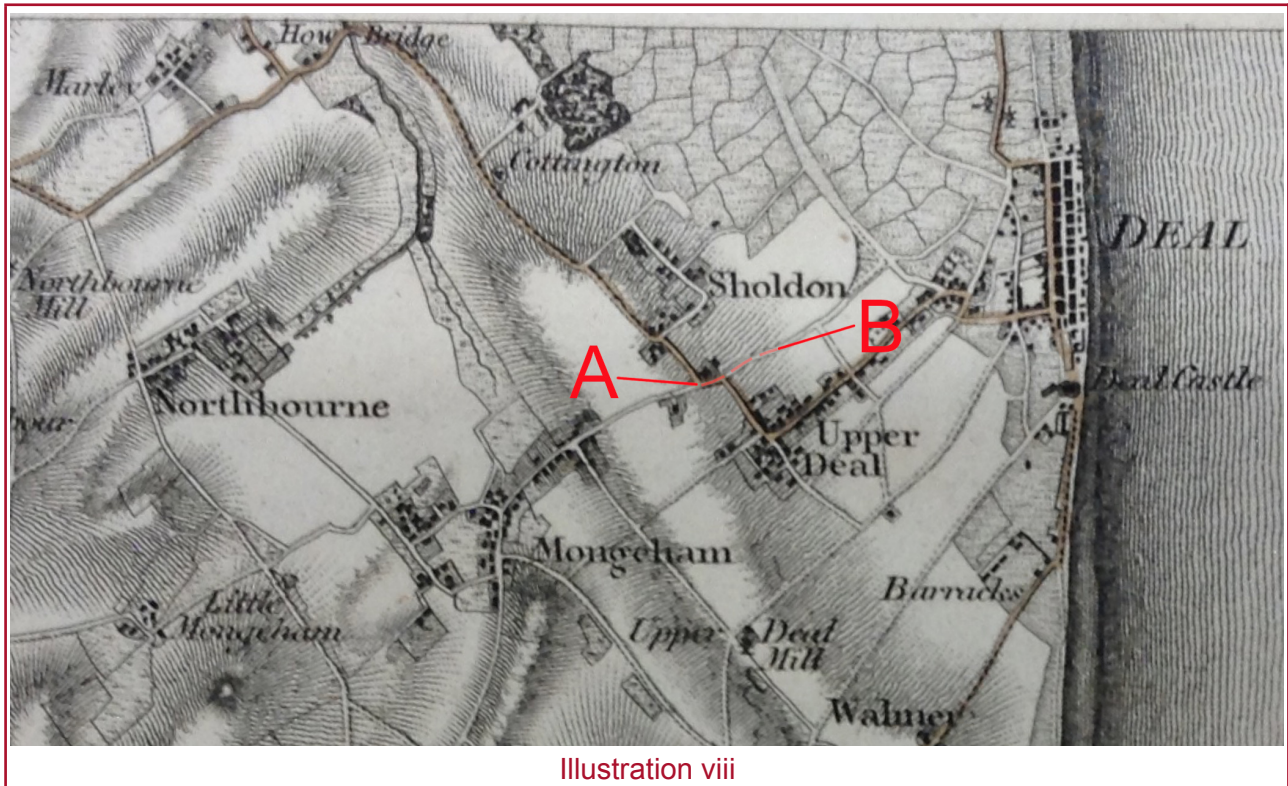 How Bridge
Marley
Cottington
DEAL
Sholdon
B
Northbourne
Mill
A
Deal Castle
Northbourne
Upper
Deal
Mongeham
Barracks
Little
Mongeham
Upper Deal
Mill
Walmer
Illustration viii